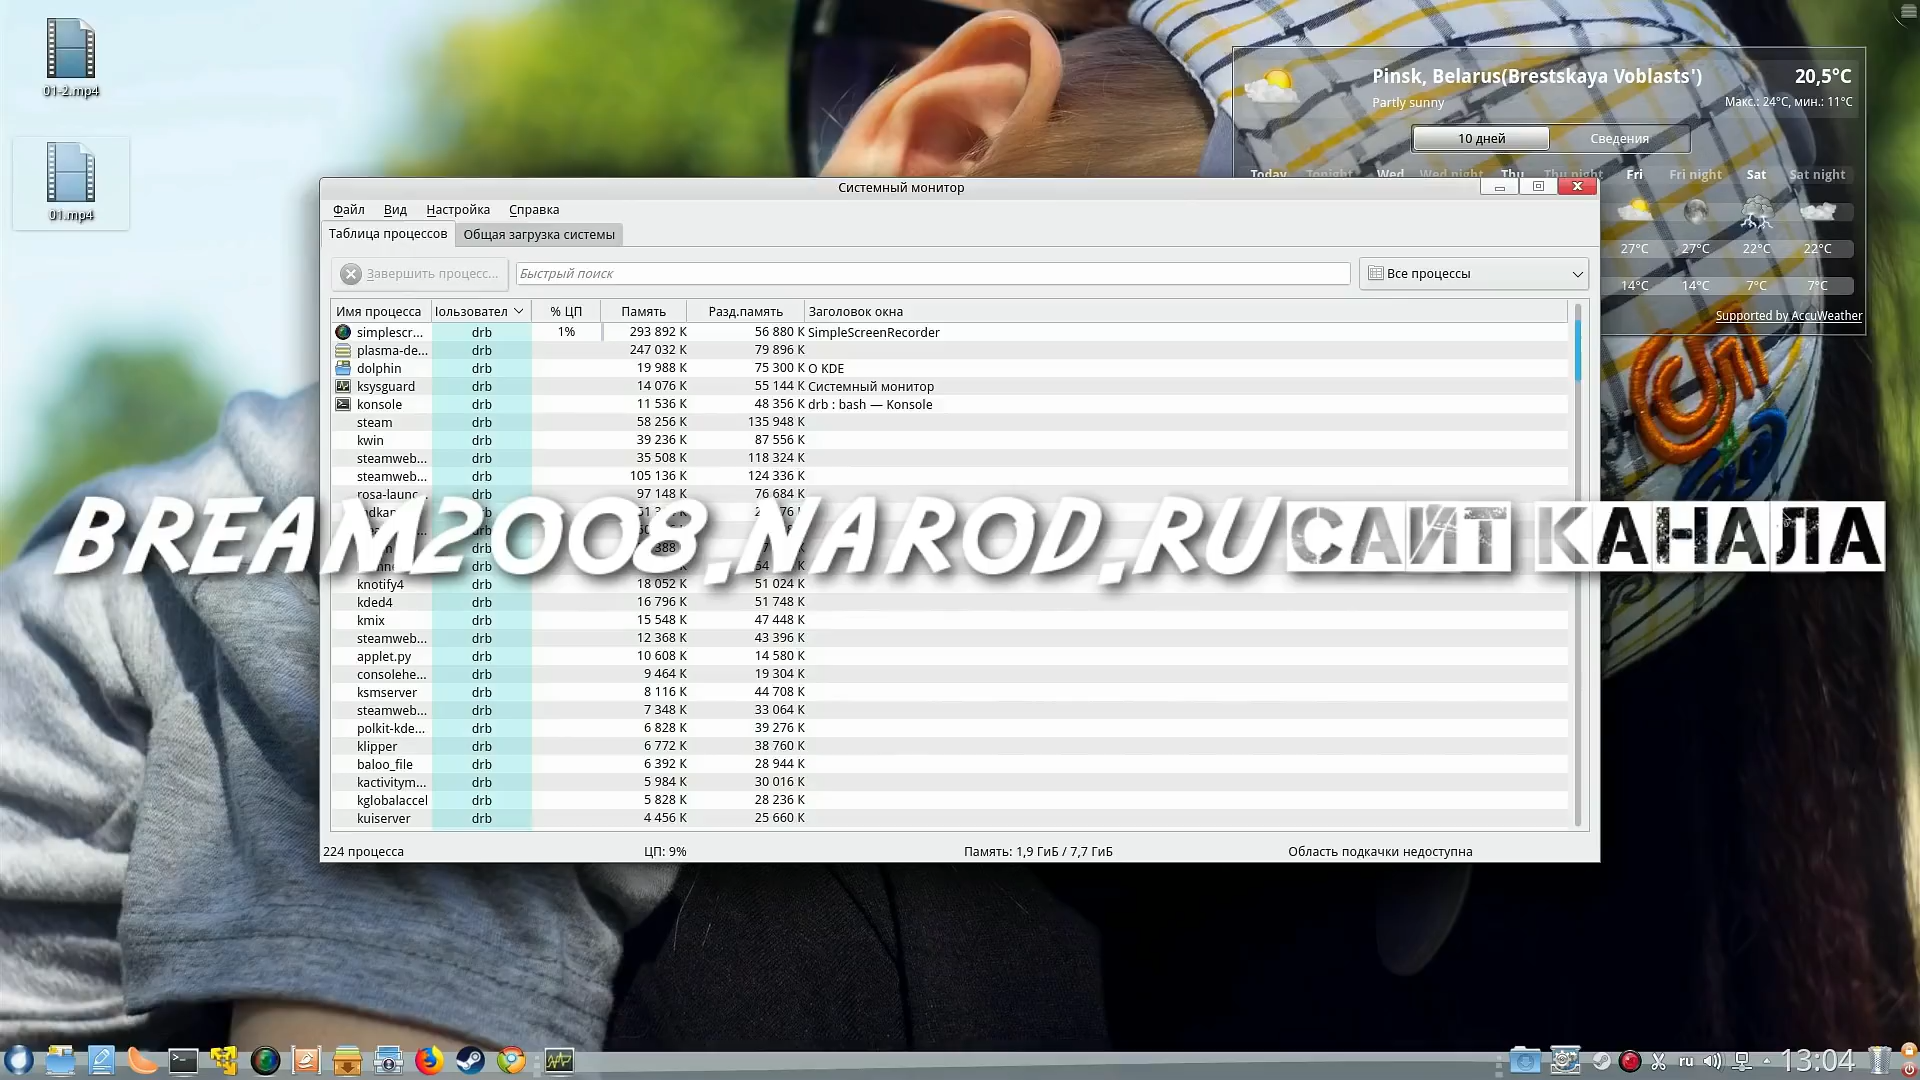 01-2.mp4
01.mp4
Pinsk, Belarus(Brestskaya Voblasts') 20,5°C
Partly sunny Макс.: 24°C, мин.: 11°C
10 дней Сведения
Today Tonight Wed Wed night Thu Thu night Fri Fri night Sat Sat night
27°C 27°C 22°C 22°C
14°C 14°C 7°C 7°C
Supported by AccuWeather
Системный монитор
Файл Вид Настройка Справка
Таблица процессов Общая загрузка системы
Завершить процесс... Быстрый поиск Все процессы
Имя процесса % ЦП Память Разд.память Заголовок окна
simplescr... drb 1% 293 892 К 56 880 К SimpleScreenRecorder
plasma-de... drb 247 032 К 79 896 К
dolphin drb 19 988 К 75 300 К О KDE
ksysguard drb 14 076 К 55 144 К Системный монитор
konsole drb 11 536 К 48 356 К drb : bash — Konsole
steam drb 58 256 К 135 948 К
kwin drb 39 236 К 87 556 К
steamweb... drb 35 508 К 118 324 К
steamweb... drb 105 136 К 124 336 К
rosa-launc... drb 97 148 К 76 684 К
BREAM2008.NAROD.RU САЙТ КАНАЛА
knotify4 drb 18 052 К 51 024 К
kded4 drb 16 796 К 51 748 К
kmix drb 15 548 К 47 448 К
steamweb... drb 12 368 К 43 396 К
applet.py drb 10 608 К 14 580 К
consolehe... drb 9 464 К 19 304 К
ksmserver drb 8 116 К 44 708 К
steamweb... drb 7 348 К 33 064 К
polkit-kde... drb 6 828 К 39 276 К
klipper drb 6 772 К 38 760 К
baloo_file drb 6 392 К 28 944 К
kactivitym... drb 5 984 К 30 016 К
kglobalaccel drb 5 828 К 28 236 К
kuiserver drb 4 456 К 25 660 К
224 процесса ЦП: 9% Память: 1,9 ГиБ / 7,7 ГиБ Область подкачки недоступна
ru 13:04